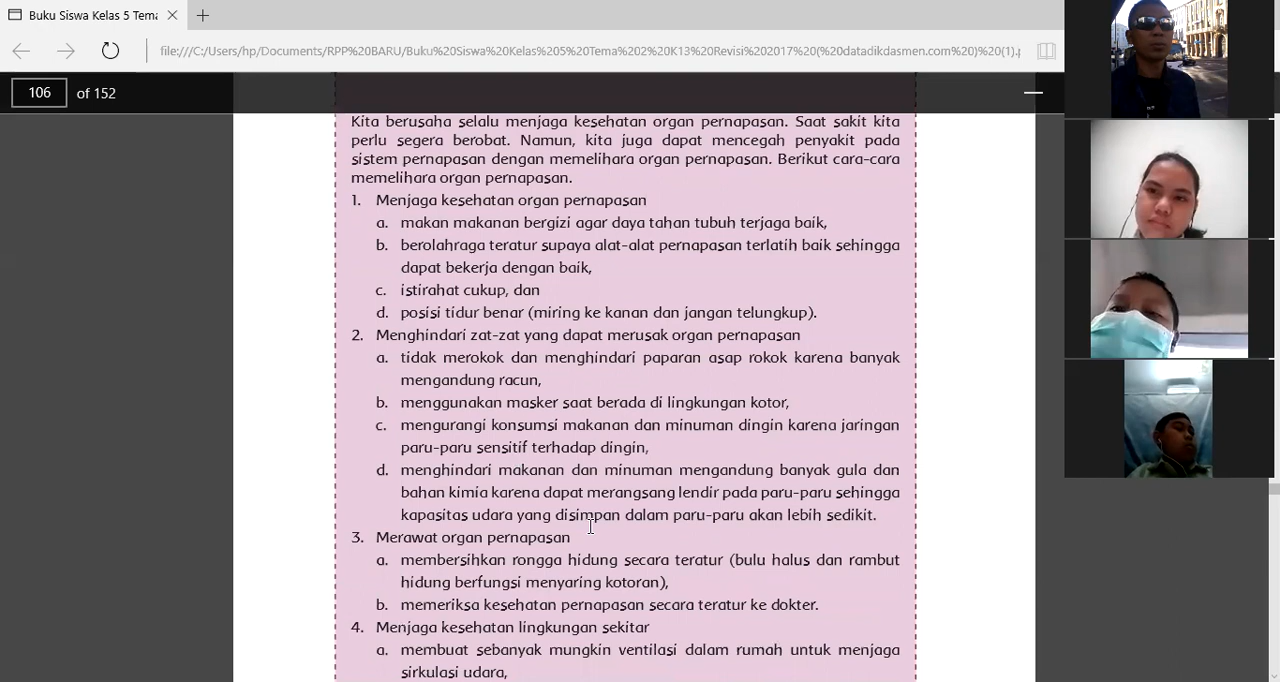 Buku Siswa Kelas 5 Tema
file:///C:/Users/hp/Documents/RPP%20BARU/Buku%20Siswa%20Kelas%205%20Tema%202%20K13%20Revisi%202017%20(%20datadikdasmen.com%20)%20(1).p
106 of 152
Kita berusaha selalu menjaga kesehatan organ pernapasan. Saat sakit kita
perlu segera berobat. Namun, kita juga dapat mencegah penyakit pada
sistem pernapasan dengan memelihara organ pernapasan. Berikut cara-cara
memelihara organ pernapasan.
1. Menjaga kesehatan organ pernapasan
a. makan makanan bergizi agar daya tahan tubuh terjaga baik,
b. berolahraga teratur supaya alat-alat pernapasan terlatih baik sehingga
dapat bekerja dengan baik,
c. istirahat cukup, dan
d. posisi tidur benar (miring ke kanan dan jangan telungkup).
2. Menghindari zat-zat yang dapat merusak organ pernapasan
a. tidak merokok dan menghindari paparan asap rokok karena banyak
mengandung racun,
b. menggunakan masker saat berada di lingkungan kotor,
c. mengurangi konsumsi makanan dan minuman dingin karena jaringan
paru-paru sensitif terhadap dingin,
d. menghindari makanan dan minuman mengandung banyak gula dan
bahan kimia karena dapat merangsang lendir pada paru-paru sehingga
kapasitas udara yang disimpan dalam paru-paru akan lebih sedikit.
3. Merawat organ pernapasan
a. membersihkan rongga hidung secara teratur (bulu halus dan rambut
hidung berfungsi menyaring kotoran),
b. memeriksa kesehatan pernapasan secara teratur ke dokter.
4. Menjaga kesehatan lingkungan sekitar
a. membuat sebanyak mungkin ventilasi dalam rumah untuk menjaga
sirkulasi udara,